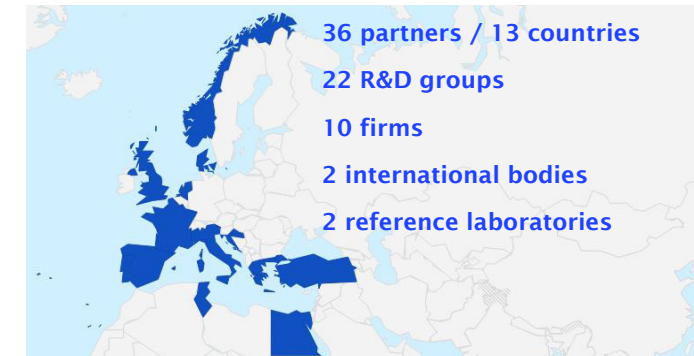 36 partners / 13 countries
22 R&D groups
10 firms
2 international bodies
2 reference laboratories